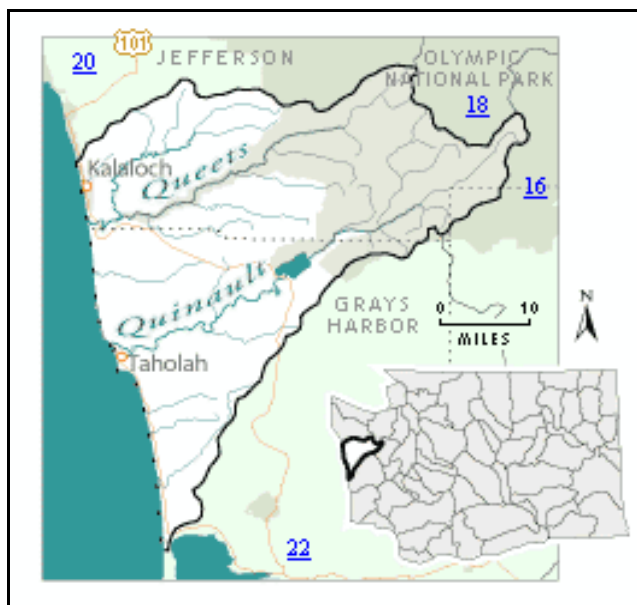 101
20
JEFFERSON
OLYMPIC
NATIONAL PARK
18
Kalaloch
Queets
16
Quinault
GRAYS
HARBOR
0 10
MILES
N
Taholah
22